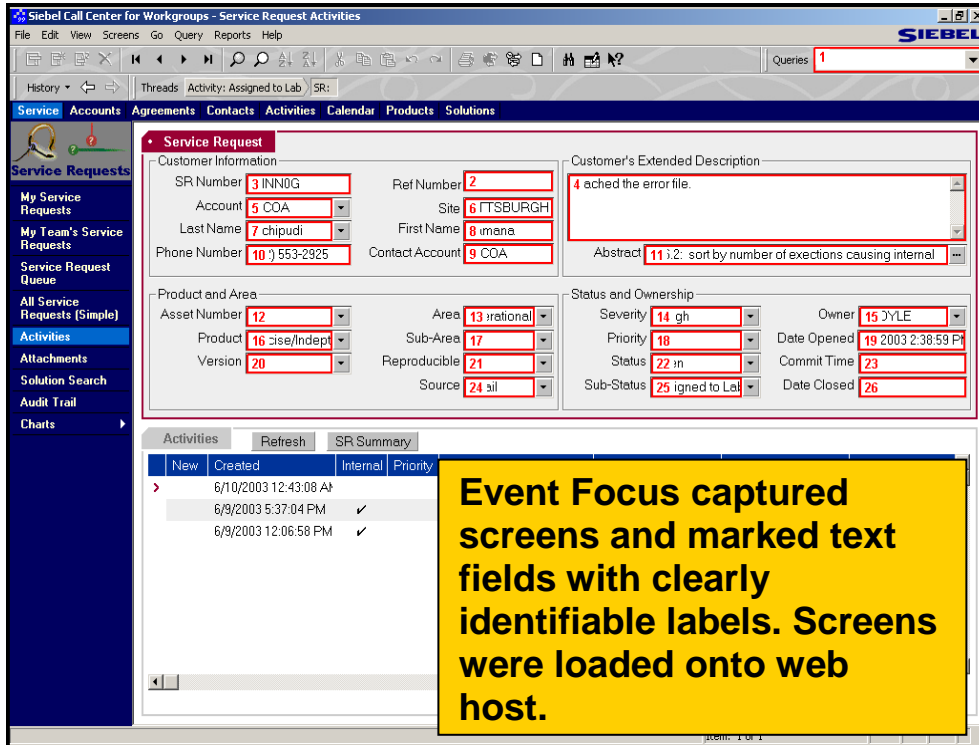 Siebel Call Center for Workgroups - Service Request Activities
File Edit View Screens Go Query Reports Help
SIEBEL
Queries 1
History Threads Activity: Assigned to Lab SR:
Service Accounts Agreements Contacts Activities Calendar Products Solutions
Service Requests
My Service Requests
My Team's Service Requests
Service Request Queue
All Service Requests (Simple)
Activities
Attachments
Solution Search
Audit Trail
Charts
Service Request
Customer Information
SR Number 3 INN0G
Ref Number 2
Account 5 COA
Site 6 TTSBURGH
Last Name 7 chipudi
First Name 8 mana
Phone Number 10 ) 553-2925
Contact Account 9 COA
Customer's Extended Description
4 ached the error file.
Abstract 11 .2: sort by number of exections causing internal
Product and Area
Asset Number 12
Area 13 erational
Product 16 cise/Indept
Sub-Area 17
Version 20
Reproducible 21
Source 24 ail
Status and Ownership
Severity 14 gh
Owner 15 OYLE
Priority 18
Date Opened 19 2003 2:38:59 PM
Status 22 en
Commit Time 23
Sub-Status 25 igned to Lab
Date Closed 26
Activities Refresh SR Summary
New Created Internal Priority
6/10/2003 12:43:08 AM
6/9/2003 5:37:04 PM
6/9/2003 12:06:58 PM
Event Focus captured
screens and marked text
fields with clearly
identifiable labels. Screens
were loaded onto web
host.
Item: 1 of 1